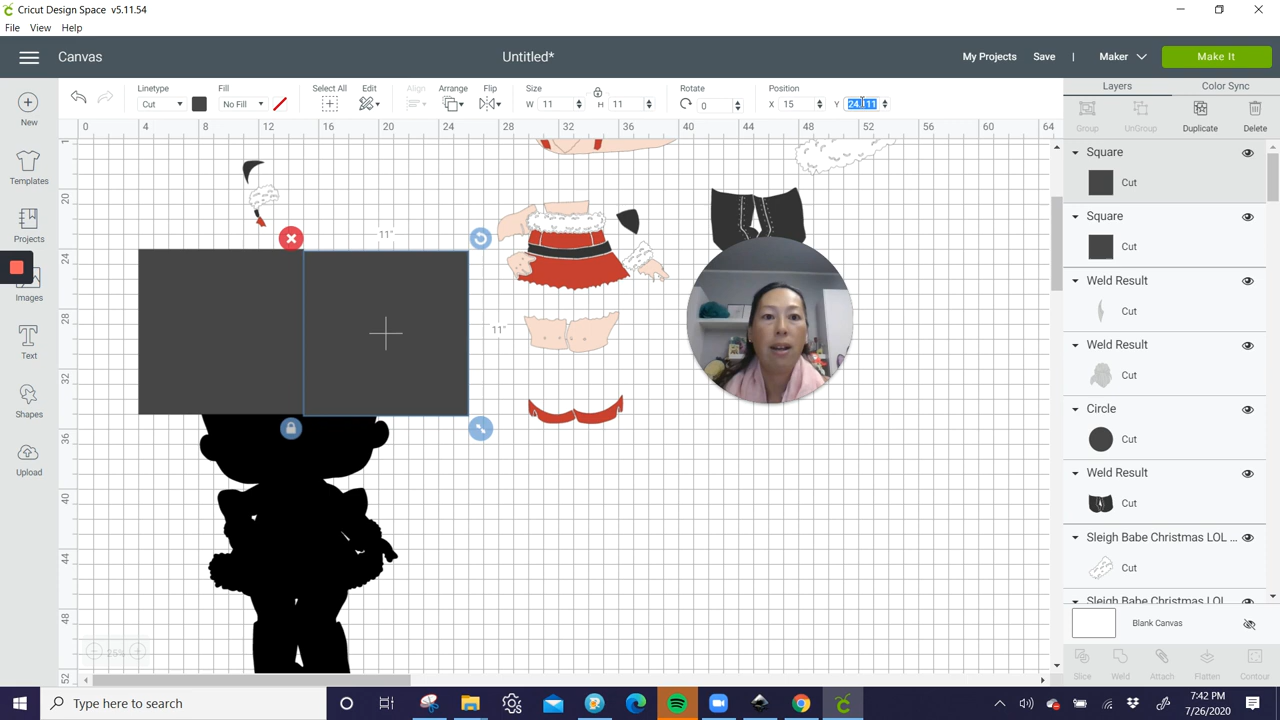 Cricut Design Space v5.11.54
File View Help
Canvas
Untitled*
My Projects Save | Maker Make It
Linetype Fill Select All Edit Align Arrange Flip Size Rotate Position
Cut No Fill W 11 H 11 0 X 15 Y 24.111
Layers Color Sync
Group UnGroup Duplicate Delete
0 4 8 12 16 20 24 28 32 36 40 44 48 52 56 60 64
20
24
28
32
36
40
44
48
52
New
Templates
Projects
Images
Text
Shapes
Upload
11"
11"
25%
Square
Cut
Square
Cut
Weld Result
Cut
Weld Result
Cut
Circle
Cut
Weld Result
Cut
Sleigh Babe Christmas LOL ...
Cut
Sleigh Babe Christmas LOL
Blank Canvas
Slice Weld Attach Flatten Contour
Type here to search
7:42 PM
7/26/2020